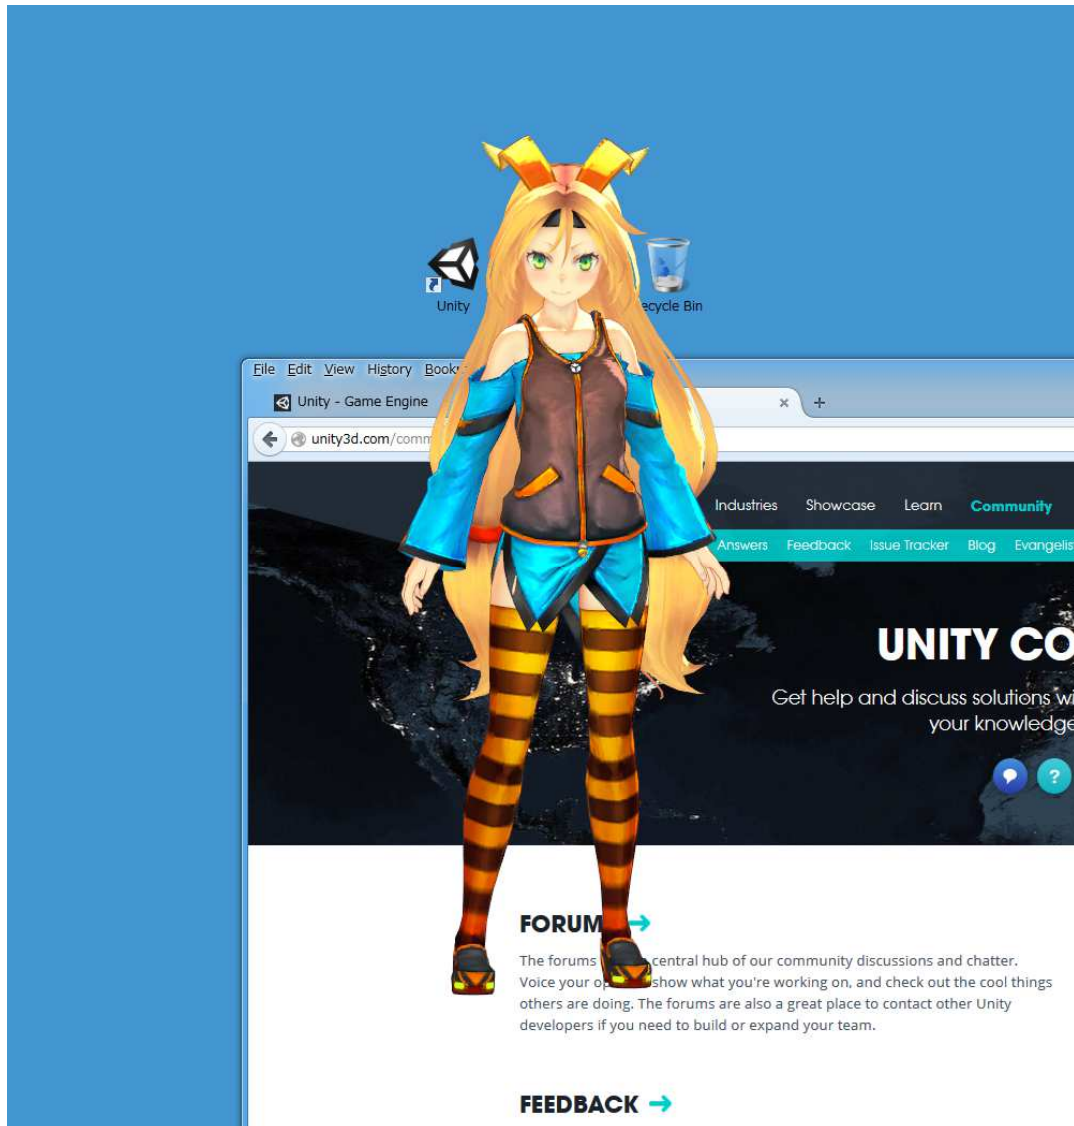 Unity
ecycle Bin
File Edit View History Book
Unity - Game Engine
unity3d.com/comm
Industries Showcase Learn Community
Answers Feedback Issue Tracker Blog Evangelis
UNITY CO
Get help and discuss solutions wi
your knowledge
?
FORUM
The forums central hub of our community discussions and chatter.
Voice your op show what you're working on, and check out the cool things
others are doing. The forums are also a great place to contact other Unity
developers if you need to build or expand your team.
FEEDBACK